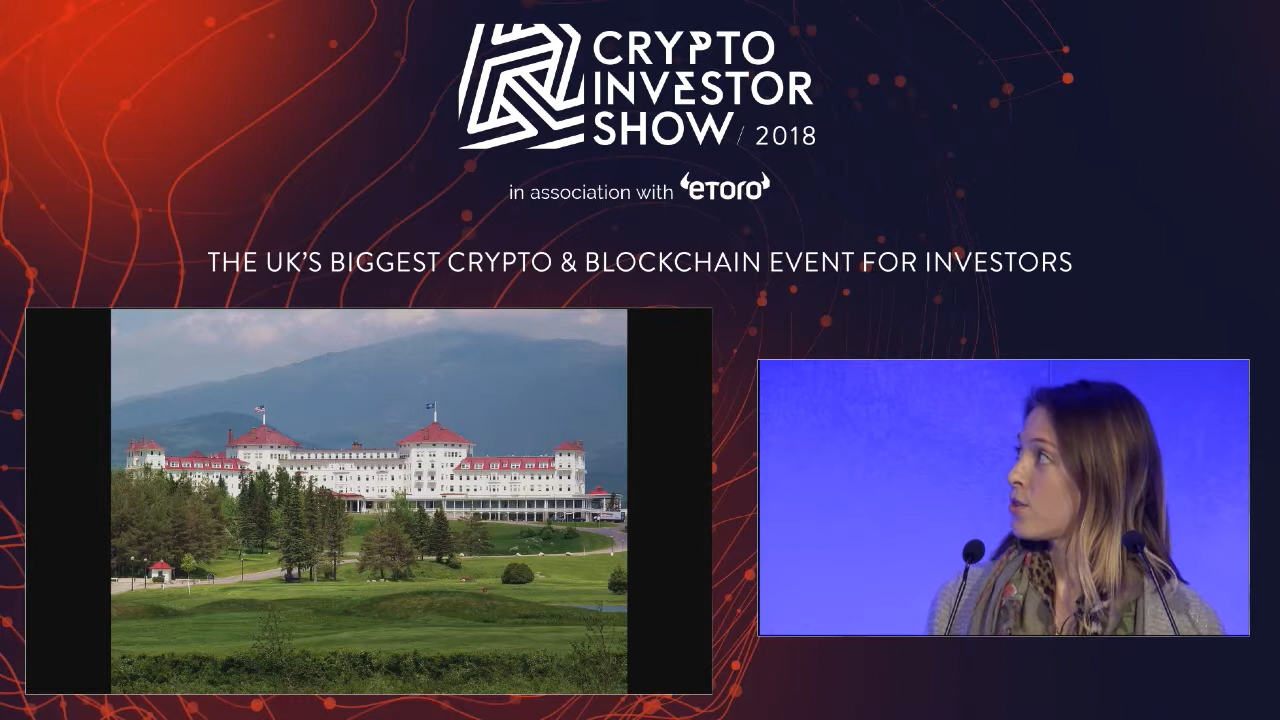 CRYPTO
INVESTOR
SHOW / 2018
in association with eToro
THE UK'S BIGGEST CRYPTO & BLOCKCHAIN EVENT FOR INVESTORS